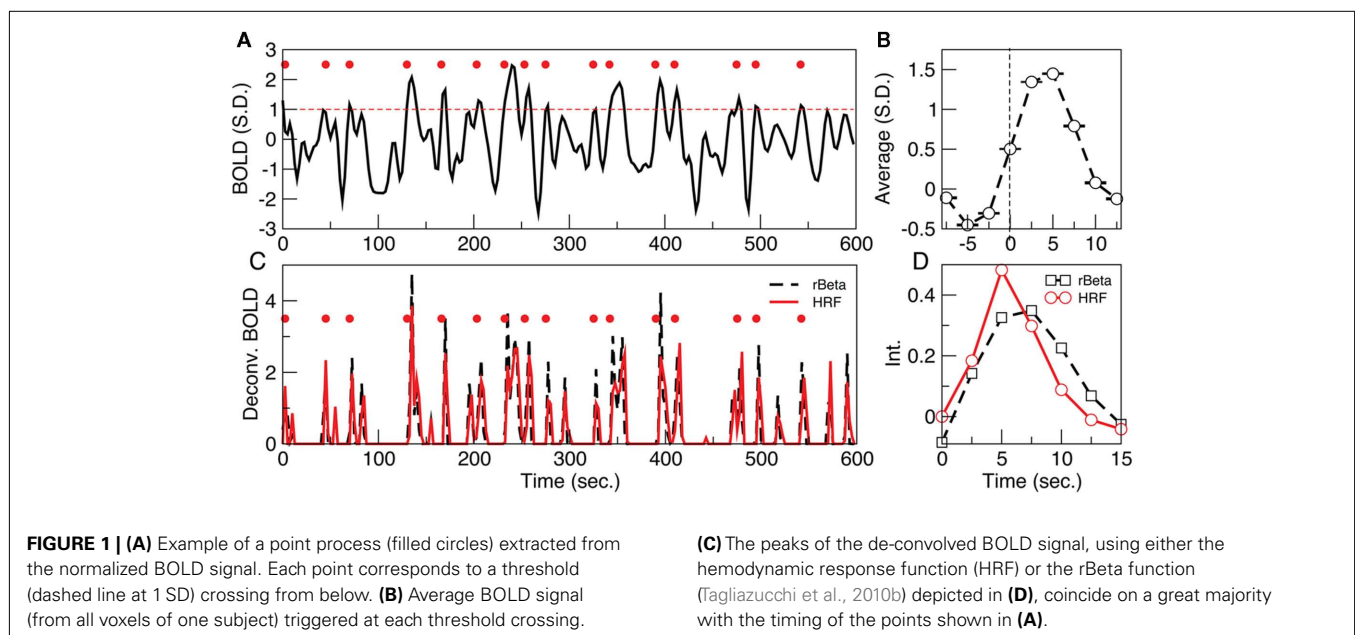 A
BOLD (S.D.)
3
2
1
0
-1
-2
-3
0 100 200 300 400 500 600
B
Average (S.D.)
1.5
1
0.5
0
-0.5
-5 0 5 10
C
Deconv. BOLD
4
2
0
rBeta
HRF
0 100 200 300 400 500 600
Time (sec.)
D
Int.
0.4
0.2
0
rBeta
HRF
0 5 10 15
Time (sec.)
FIGURE 1 | (A) Example of a point process (filled circles) extracted from
the normalized BOLD signal. Each point corresponds to a threshold
(dashed line at 1 SD) crossing from below. (B) Average BOLD signal
(from all voxels of one subject) triggered at each threshold crossing.
(C) The peaks of the de-convolved BOLD signal, using either the
hemodynamic response function (HRF) or the rBeta function
(Tagliazucchi et al., 2010b) depicted in (D), coincide on a great majority
with the timing of the points shown in (A).